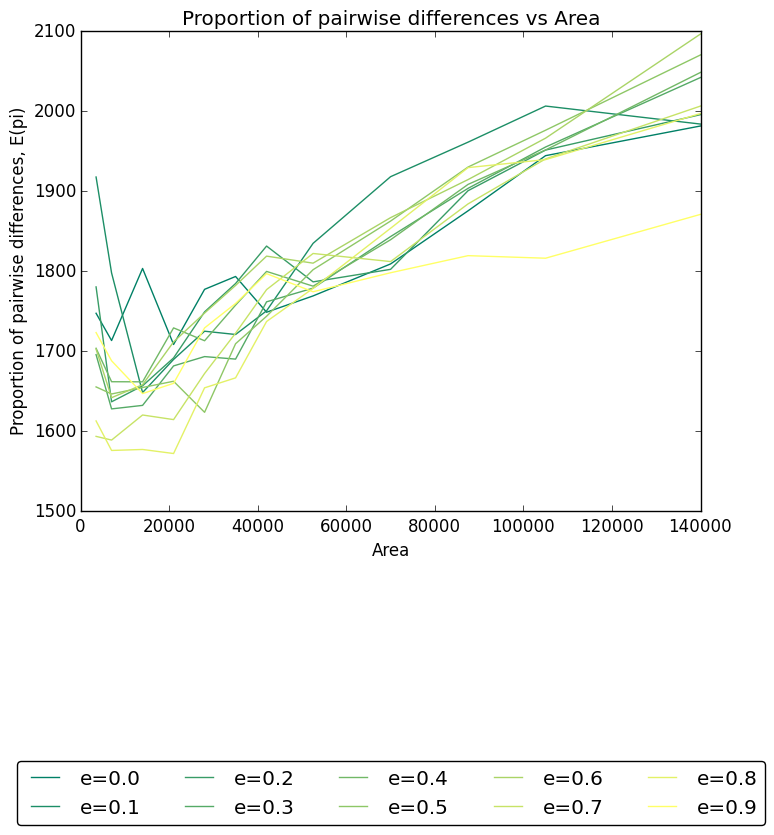 Proportion of pairwise differences vs Area
Proportion of pairwise differences, E(pi)
2100
2000
1900
1800
1700
1600
1500
0 20000 40000 60000 80000 100000 120000 140000
Area
e=0.0 e=0.2 e=0.4 e=0.6 e=0.8
e=0.1 e=0.3 e=0.5 e=0.7 e=0.9